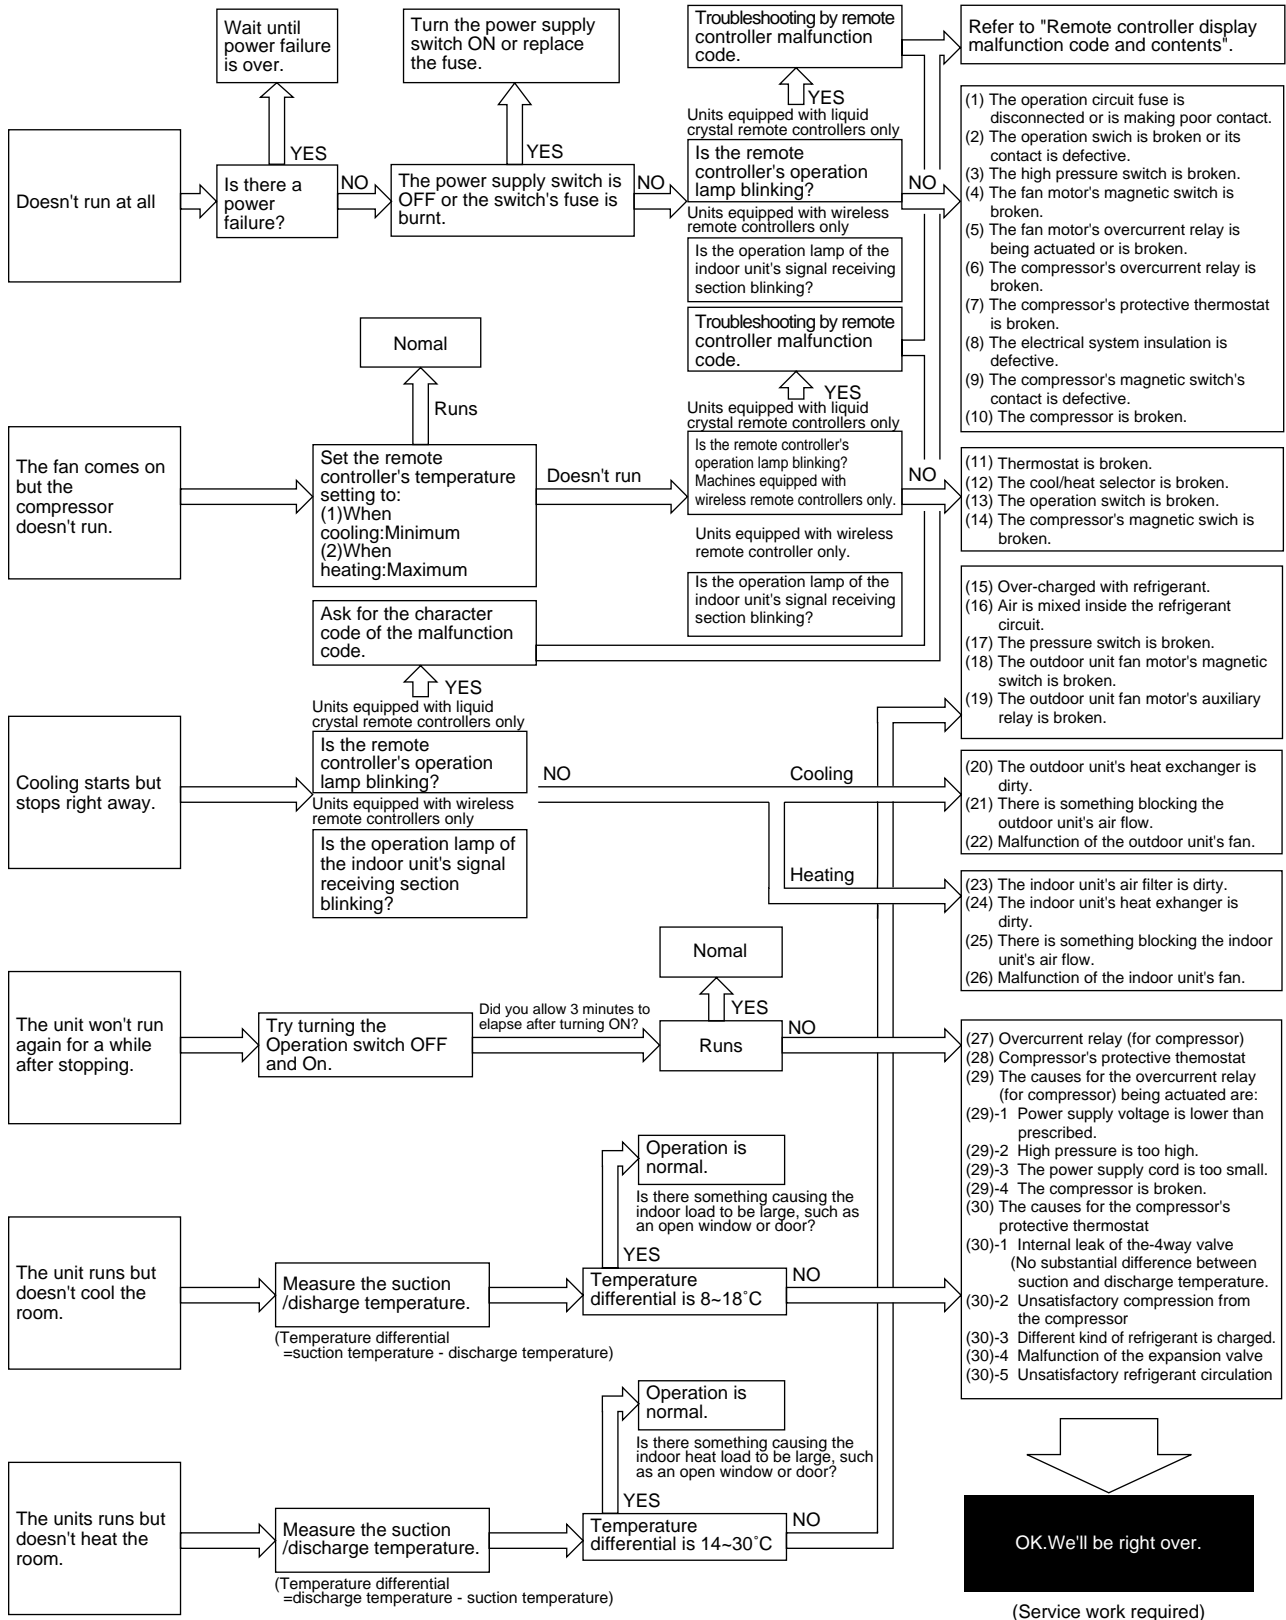 Wait until
power failure
is over.
Turn the power supply
switch ON or replace
the fuse.
Troubleshooting by remote
controller malfunction
code.
Refer to "Remote controller display
malfunction code and contents".
YES
YES
YES
Units equipped with liquid
crystal remote controllers only
Doesn't run at all
Is there a
power
failure?
NO
The power supply switch is
OFF or the switch's fuse is
burnt.
NO
Is the remote
controller's operation
lamp blinking?
NO
Units equipped with wireless
remote controllers only
Is the operation lamp of the
indoor unit's signal receiving
section blinking?
(1) The operation circuit fuse is
disconnected or is making poor contact.
(2) The operation swich is broken or its
contact is defective.
(3) The high pressure switch is broken.
(4) The fan motor's magnetic switch is
broken.
(5) The fan motor's overcurrent relay is
being actuated or is broken.
(6) The compressor's overcurrent relay is
broken.
(7) The compressor's protective thermostat
is broken.
(8) The electrical system insulation is
defective.
(9) The compressor's magnetic switch's
contact is defective.
(10) The compressor is broken.
Nomal
Runs
Troubleshooting by remote
controller malfunction
code.
YES
Units equipped with liquid
crystal remote controllers only
The fan comes on
but the
compressor
doesn't run.
Set the remote
controller's temperature
setting to:
(1)When
cooling:Minimum
(2)When
heating:Maximum
Doesn't run
Is the remote controller's
operation lamp blinking?
Machines equipped with
wireless remote controllers only.
NO
Units equipped with wireless
remote controller only.
Is the operation lamp of the
indoor unit's signal receiving
section blinking?
(11) Thermostat is broken.
(12) The cool/heat selector is broken.
(13) The operation switch is broken.
(14) The compressor's magnetic swich is
broken.
Ask for the character
code of the malfunction
code.
YES
Units equipped with liquid
crystal remote controllers only
Cooling starts but
stops right away.
Is the remote
controller's operation
lamp blinking?
Units equipped with wireless
remote controllers only
Is the operation lamp of
the indoor unit's signal
receiving section
blinking?
NO
Cooling
Heating
(15) Over-charged with refrigerant.
(16) Air is mixed inside the refrigerant
circuit.
(17) The pressure switch is broken.
(18) The outdoor unit fan motor's magnetic
switch is broken.
(19) The outdoor unit fan motor's auxiliary
relay is broken.
(20) The outdoor unit's heat exchanger is
dirty.
(21) There is something blocking the
outdoor unit's air flow.
(22) Malfunction of the outdoor unit's fan.
(23) The indoor unit's air filter is dirty.
(24) The indoor unit's heat exhanger is
dirty.
(25) There is something blocking the indoor
unit's air flow.
(26) Malfunction of the indoor unit's fan.
Nomal
YES
The unit won't run
again for a while
after stopping.
Try turning the
Operation switch OFF
and On.
Did you allow 3 minutes to
elapse after turning ON?
Runs
NO
(27) Overcurrent relay (for compressor)
(28) Compressor's protective themostat
(29) The causes for the overcurrent relay
(for compressor) being actuated are:
(29)-1 Power supply voltage is lower than
prescribed.
(29)-2 High pressure is too high.
(29)-3 The power supply cord is too small.
(29)-4 The compressor is broken.
(30) The causes for the compressor's
protective thermostat
(30)-1 Internal leak of the-4way valve
(No substantial difference between
suction and discharge temperature.
(30)-2 Unsatisfactory compression from
the compressor
(30)-3 Different kind of refrigerant is charged.
(30)-4 Malfunction of the expansion valve
(30)-5 Unsatisfactory refrigerant circulation
Operation is
normal.
Is there something causing the
indoor load to be large, such as
an open window or door?
YES
The unit runs but
doesn't cool the
room.
Measure the suction
/disharge temperature.
(Temperature differential
=suction temperature - discharge temperature)
Temperature
differential is 8~18°C
NO
Operation is
normal.
Is there something causing the
indoor heat load to be large, such
as an open window or door?
YES
The units runs but
doesn't heat the
room.
Measure the suction
/discharge temperature.
(Temperature differential
=discharge temperature - suction temperature)
Temperature
differential is 14~30°C
NO
OK.We'll be right over.
(Service work required)